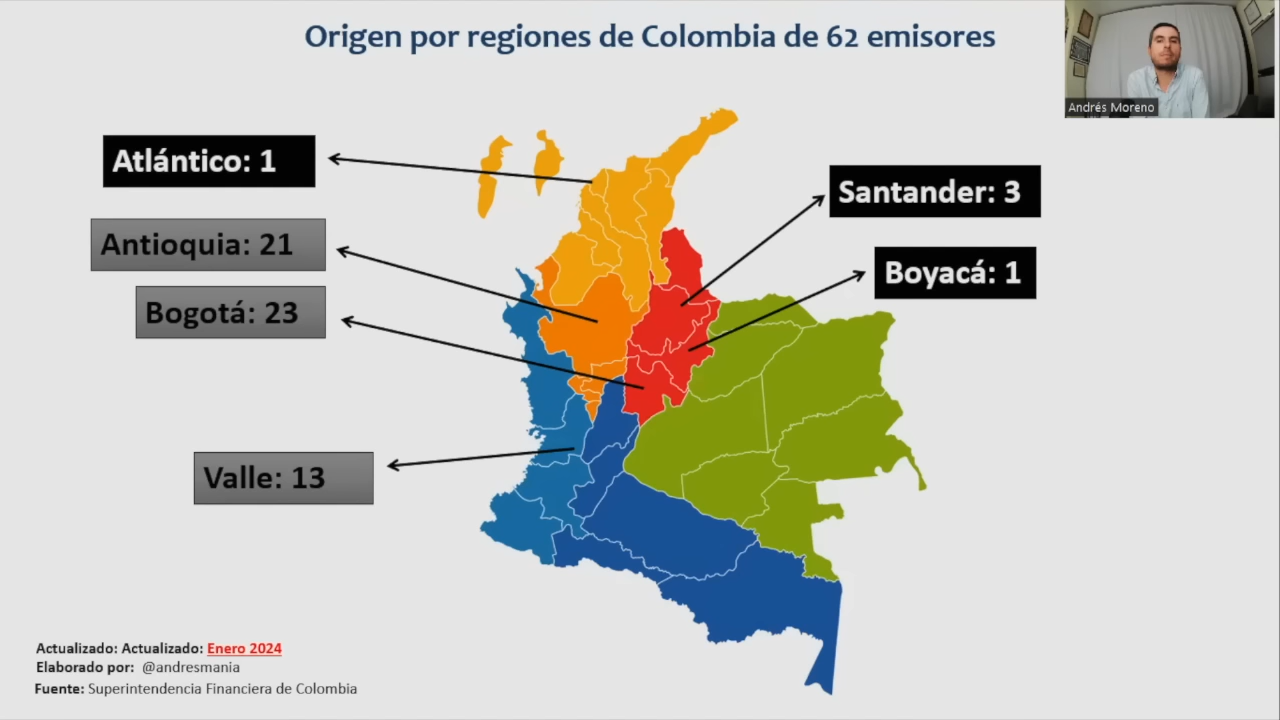 Origen por regiones de Colombia de 62 emisores
Andrés Moreno
Atlántico: 1
Santander: 3
Antioquia: 21
Boyacá: 1
Bogotá: 23
Valle: 13
Actualizado: Actualizado: Enero 2024
Elaborado por: @andresmania
Fuente: Superintendencia Financiera de Colombia